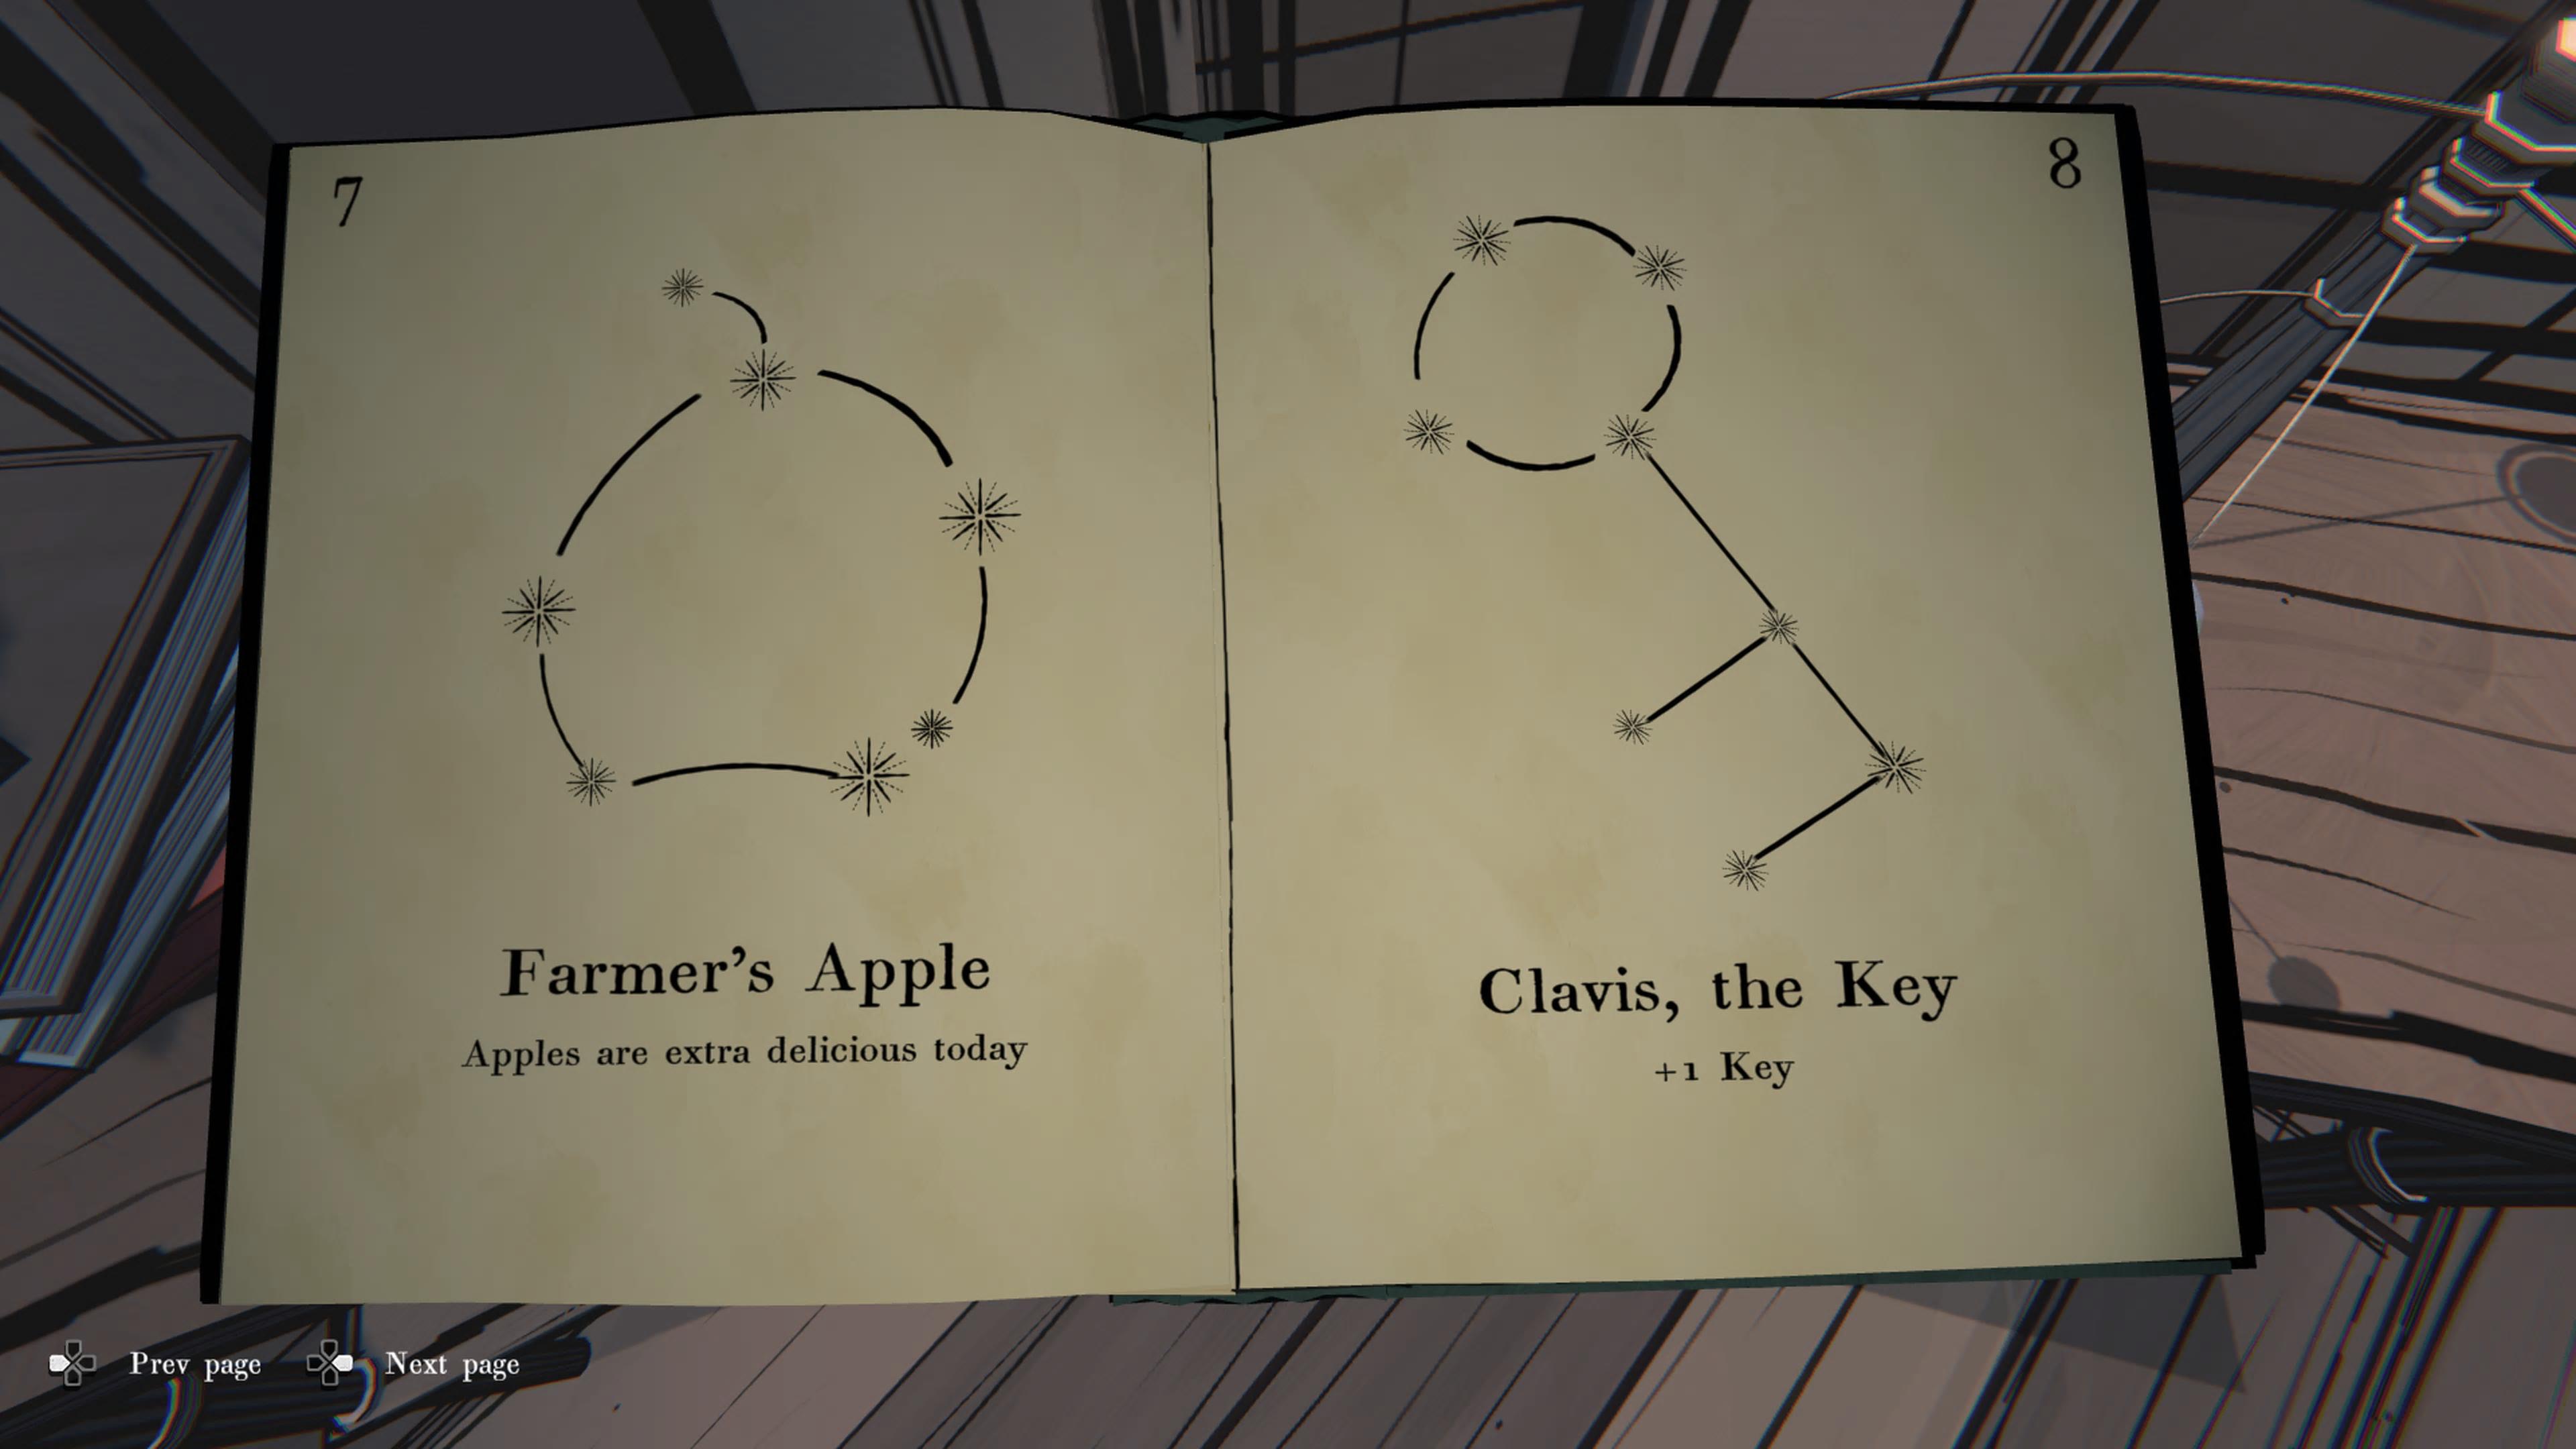 7
Farmer's Apple
Apples are extra delicious today
8
Clavis, the Key
+1 Key
Prev page
Next page